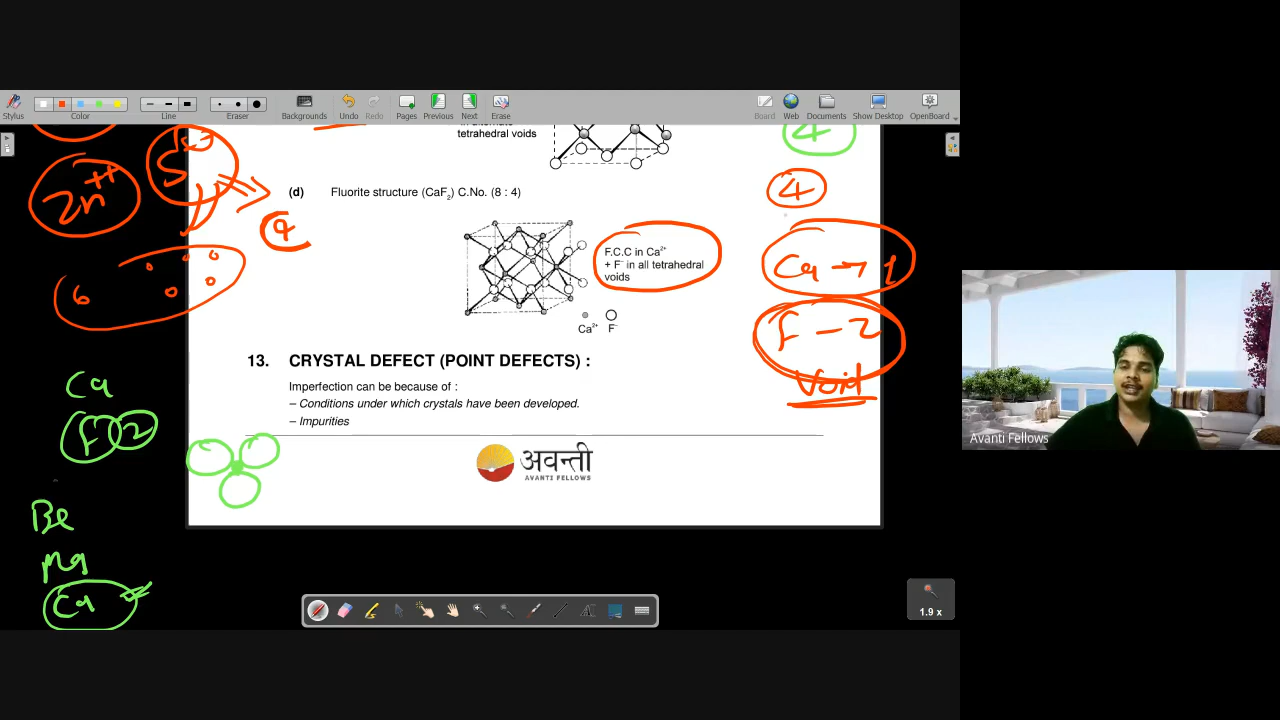 Stylus
Color
Line
Eraser
Backgrounds
Undo
Redo
Pages
Previous
Next
Erase
Board
Web
Documents
Show Desktop
OpenBoard
tetrahedral voids
4
Zn++
S
4
4
(d) Fluorite structure (CaF2) C.No. (8 : 4)
F.C.C in Ca2+
+ F- in all tetrahedral
voids
Ca2+ F-
Ca → 1
F - 2
Void
6
13. CRYSTAL DEFECT (POINT DEFECTS) :
Imperfection can be because of :
– Conditions under which crystals have been developed.
– Impurities
Ca
F 2
अवन्ती
AVANTI FELLOWS
Be
Mg
Ca
Avanti Fellows
1.9 x